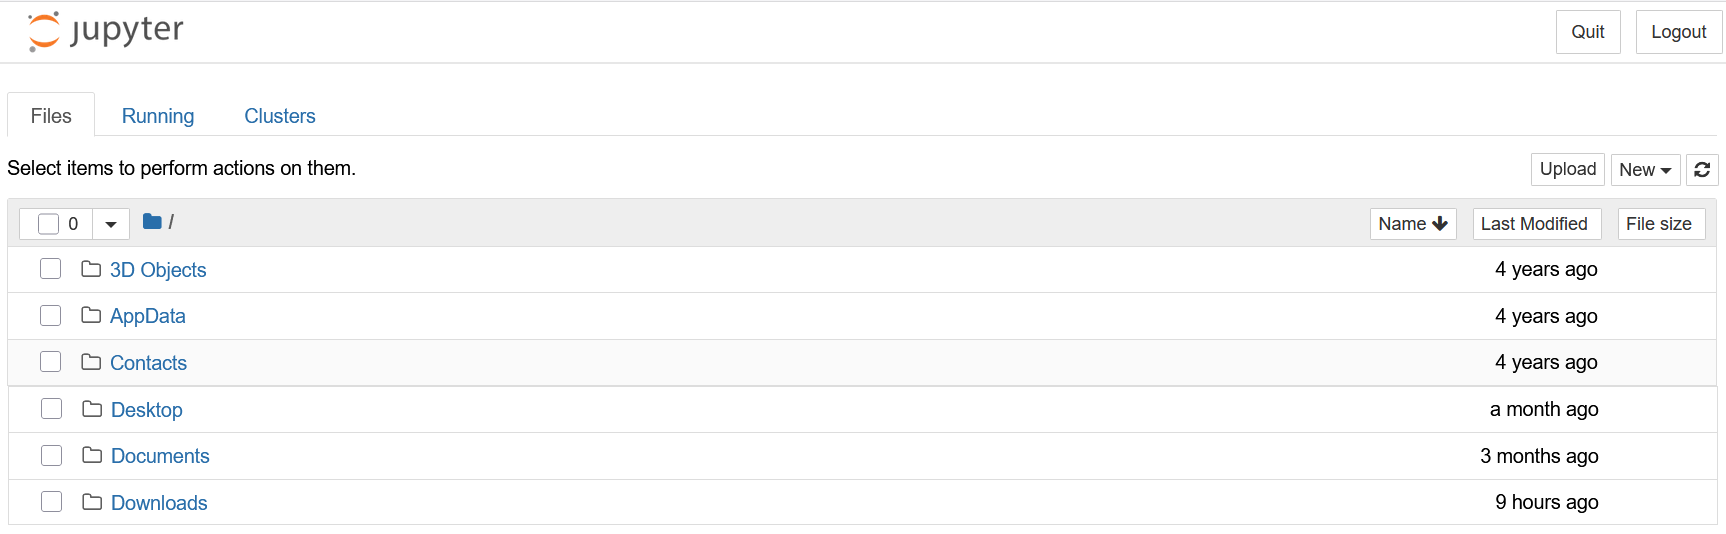 jupyter Quit Logout
Files Running Clusters
Select items to perform actions on them. Upload New
0 / Name Last Modified File size
3D Objects 4 years ago
AppData 4 years ago
Contacts 4 years ago
Desktop a month ago
Documents 3 months ago
Downloads 9 hours ago